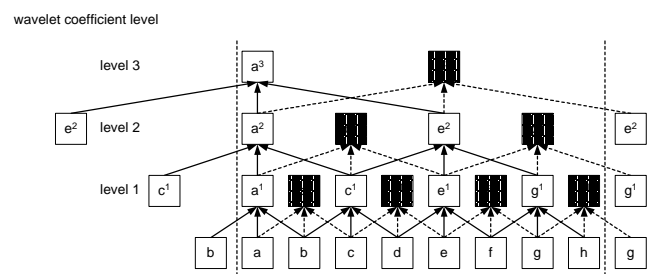 wavelet coefficient level
level 3 a³
e² level 2 a² e² e²
c¹ level 1 a¹ c¹ e¹ g¹ g¹
b a b c d e f g h g